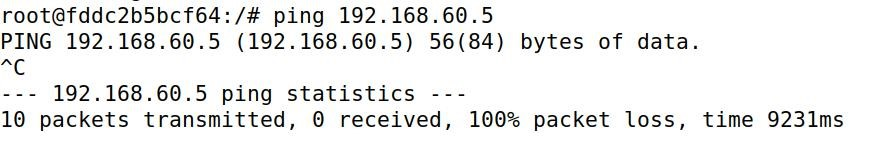 root@fddc2b5bcf64:/# ping 192.168.60.5
PING 192.168.60.5 (192.168.60.5) 56(84) bytes of data.
^C
--- 192.168.60.5 ping statistics ---
10 packets transmitted, 0 received, 100% packet loss, time 9231ms